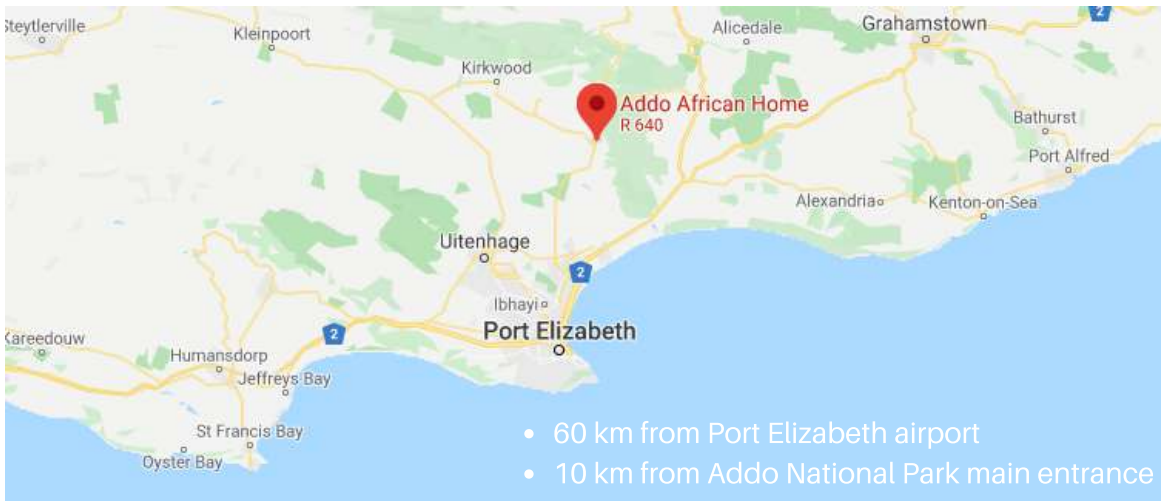 2
Steytlerville
Kleinpoort
Alicedale
Grahamstown
Kirkwood
Addo African Home
R 640
Bathurst
Port Alfred
Alexandria
Kenton-on-Sea
Uitenhage
2
Ibhayi
Port Elizabeth
2
Kareedouw
Humansdorp
Jeffreys Bay
St Francis Bay
Oyster Bay
• 60 km from Port Elizabeth airport
• 10 km from Addo National Park main entrance